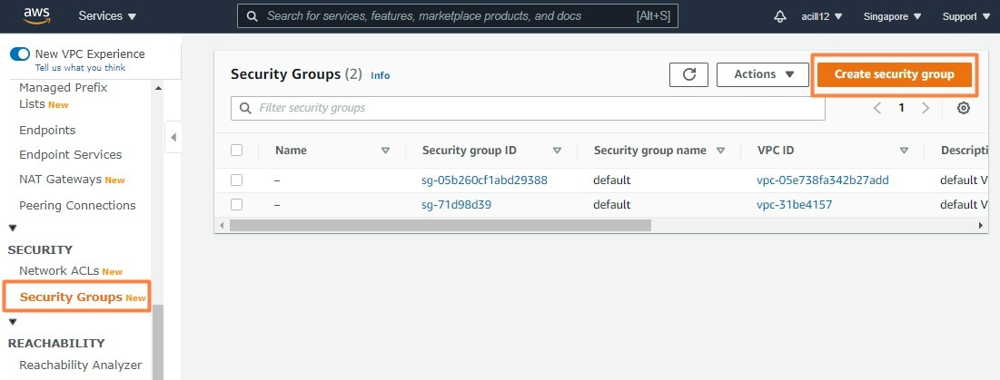 aws Services Search for services, features, marketplace products, and docs [Alt+S] acill12 Singapore Support
New VPC Experience
Tell us what you think
Managed Prefix
Lists New
Endpoints
Endpoint Services
NAT Gateways New
Peering Connections
SECURITY
Network ACLs New
Security Groups New
REACHABILITY
Reachability Analyzer
Security Groups (2) Info Actions Create security group
Filter security groups 1
Name Security group ID Security group name VPC ID Descripti
– sg-05b260cf1abd29388 default vpc-05e738fa342b27add default V
– sg-71d98d39 default vpc-31be4157 default V